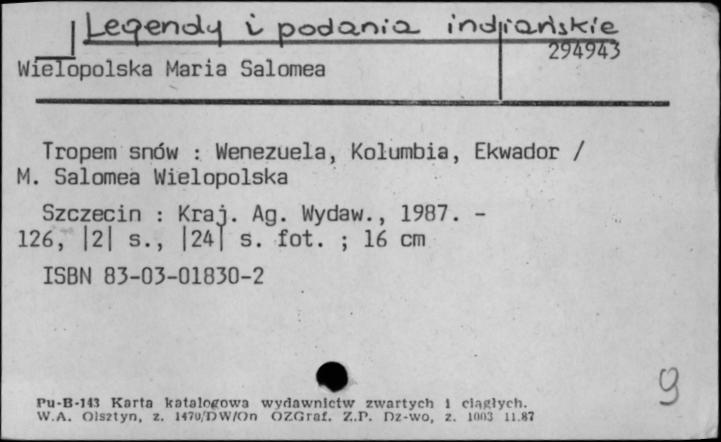 Legendy i podania indiańskie
294943
Wielopolska Maria Salomea
Tropem snów : Wenezuela, Kolumbia, Ekwador /
M. Salomea Wielopolska
Szczecin : Kraj. Ag. Wydaw., 1987. -
126, |2| s., |24| s. fot. ; 16 cm
ISBN 83-03-01830-2
9
Pu-B-143 Karta katalogowa wydawnictw zwartych i ciągłych.
W.A. Olsztyn, z. 1470/DW/On OZGraf. Z.P. Dz-wo, z. 1003 11.87